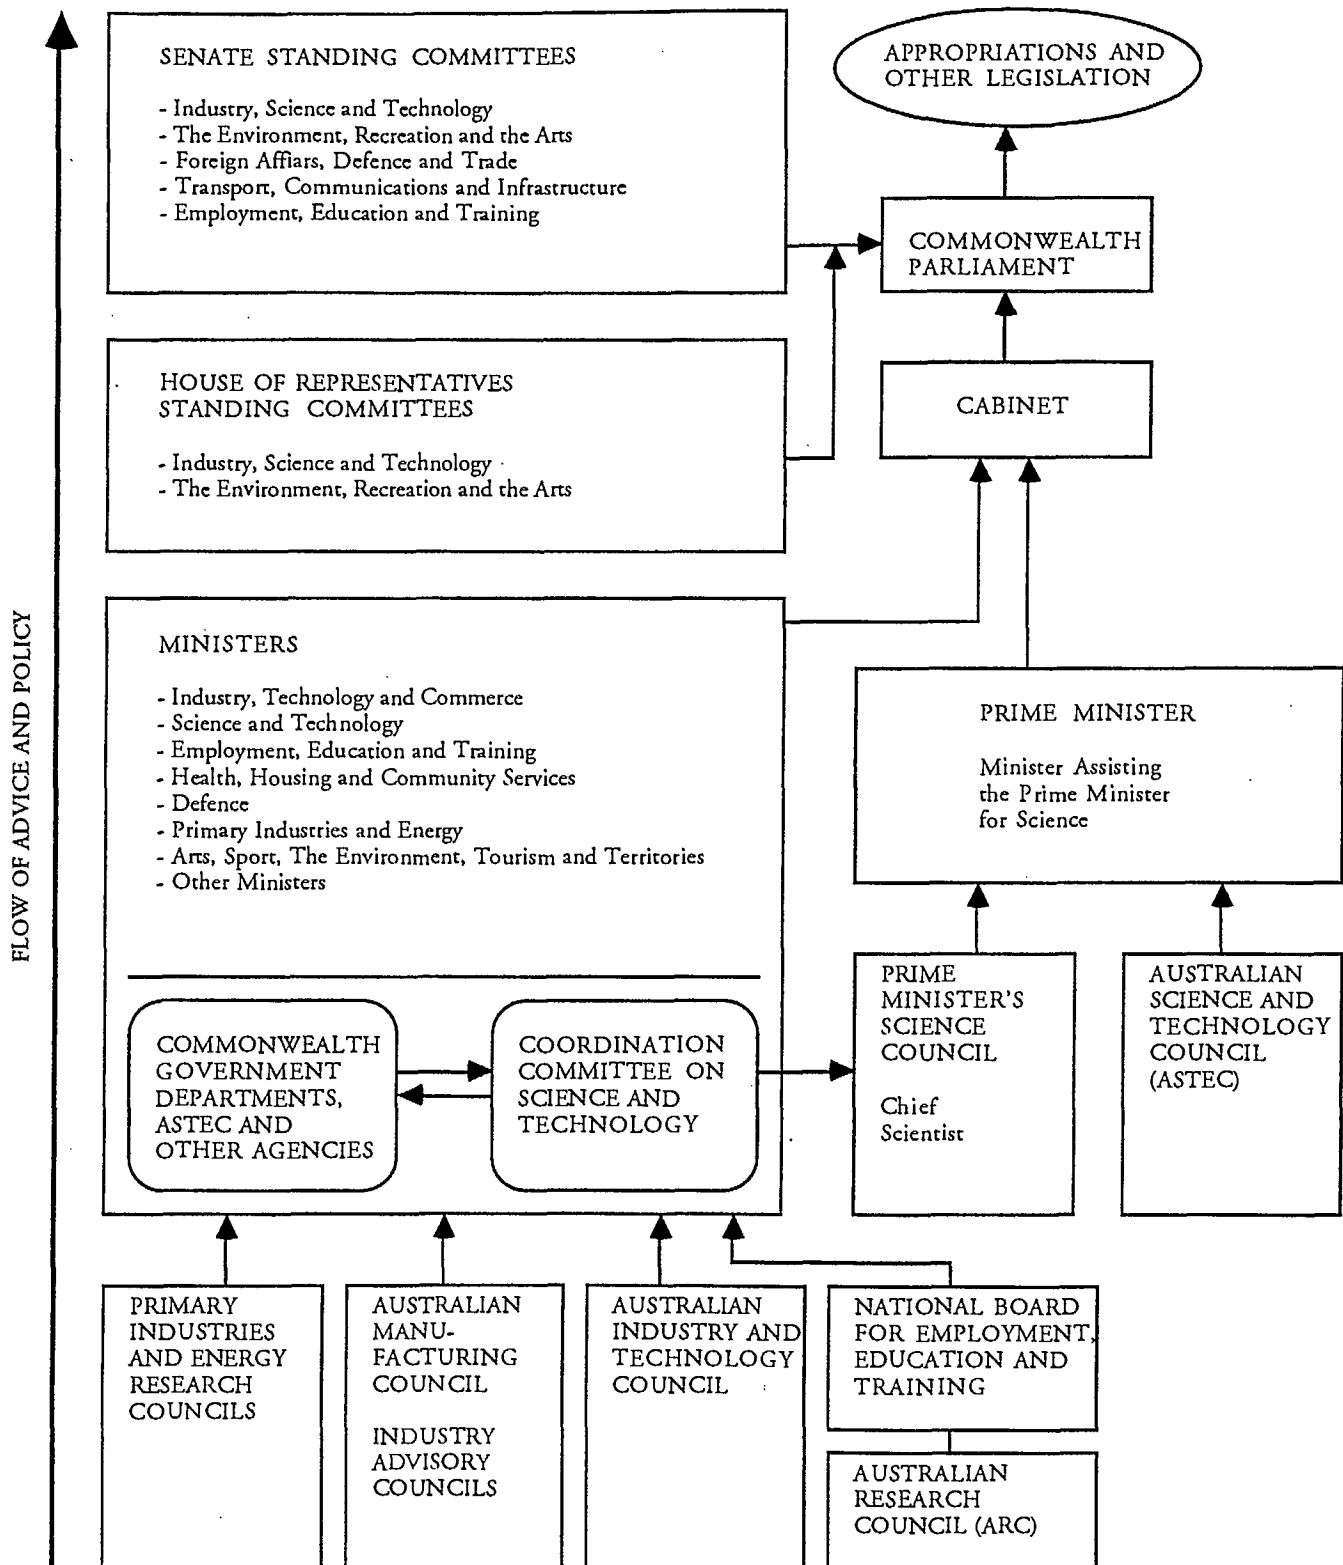 FLOW OF ADVICE AND POLICY
SENATE STANDING COMMITTEES
- Industry, Science and Technology
- The Environment, Recreation and the Arts
- Foreign Affiars, Defence and Trade
- Transport, Communications and Infrastructure
- Employment, Education and Training
APPROPRIATIONS AND
OTHER LEGISLATION
COMMONWEALTH
PARLIAMENT
HOUSE OF REPRESENTATIVES
STANDING COMMITTEES
- Industry, Science and Technology
- The Environment, Recreation and the Arts
CABINET
MINISTERS
- Industry, Technology and Commerce
- Science and Technology
- Employment, Education and Training
- Health, Housing and Community Services
- Defence
- Primary Industries and Energy
- Arts, Sport, The Environment, Tourism and Territories
- Other Ministers
PRIME MINISTER
Minister Assisting
the Prime Minister
for Science
COMMONWEALTH
GOVERNMENT
DEPARTMENTS,
ASTEC AND
OTHER AGENCIES
COORDINATION
COMMITTEE ON
SCIENCE AND
TECHNOLOGY
PRIME
MINISTER'S
SCIENCE
COUNCIL
Chief
Scientist
AUSTRALIAN
SCIENCE AND
TECHNOLOGY
COUNCIL
(ASTEC)
PRIMARY
INDUSTRIES
AND ENERGY
RESEARCH
COUNCILS
AUSTRALIAN
MANU-
FACTURING
COUNCIL
INDUSTRY
ADVISORY
COUNCILS
AUSTRALIAN
INDUSTRY AND
TECHNOLOGY
COUNCIL
NATIONAL BOARD
FOR EMPLOYMENT,
EDUCATION AND
TRAINING
AUSTRALIAN
RESEARCH
COUNCIL (ARC)